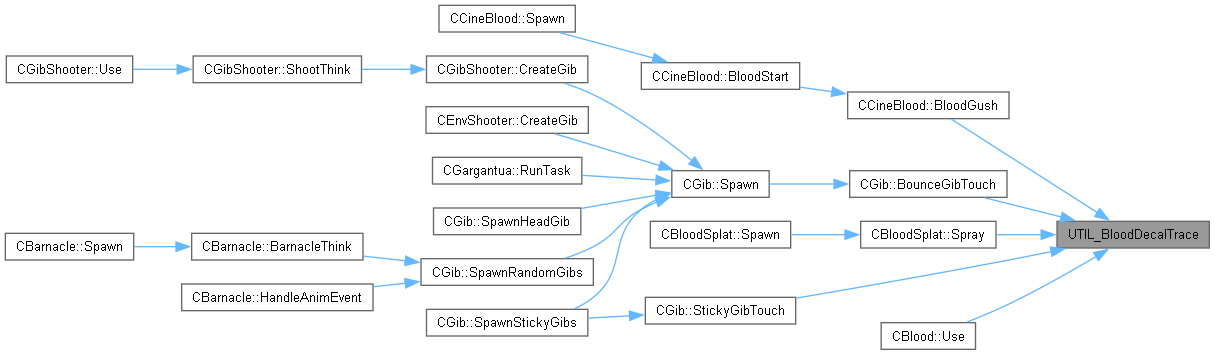 CCineBlood::Spawn
CGibShooter::Use
CGibShooter::ShootThink
CGibShooter::CreateGib
CCineBlood::BloodStart
CCineBlood::BloodGush
CEnvShooter::CreateGib
CGargantua::RunTask
CGib::Spawn
CGib::BounceGibTouch
CGib::SpawnHeadGib
CBloodSplat::Spawn
CBloodSplat::Spray
UTIL_BloodDecalTrace
CBarnacle::Spawn
CBarnacle::BarnacleThink
CGib::SpawnRandomGibs
CBarnacle::HandleAnimEvent
CGib::SpawnStickyGibs
CGib::StickyGibTouch
CBlood::Use